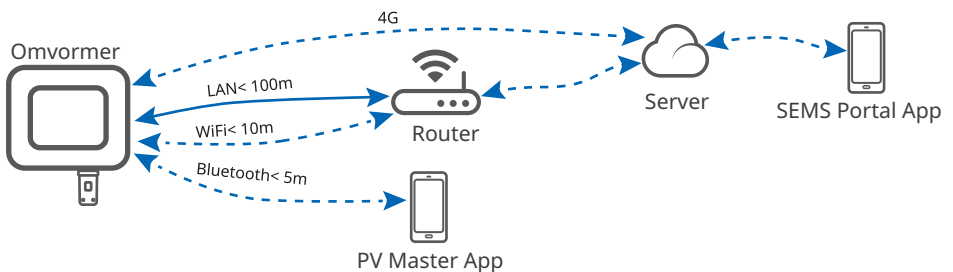 4G
Omvormer
LAN< 100m
WiFi< 10m
Router
Server
SEMS Portal App
Bluetooth< 5m
PV Master App